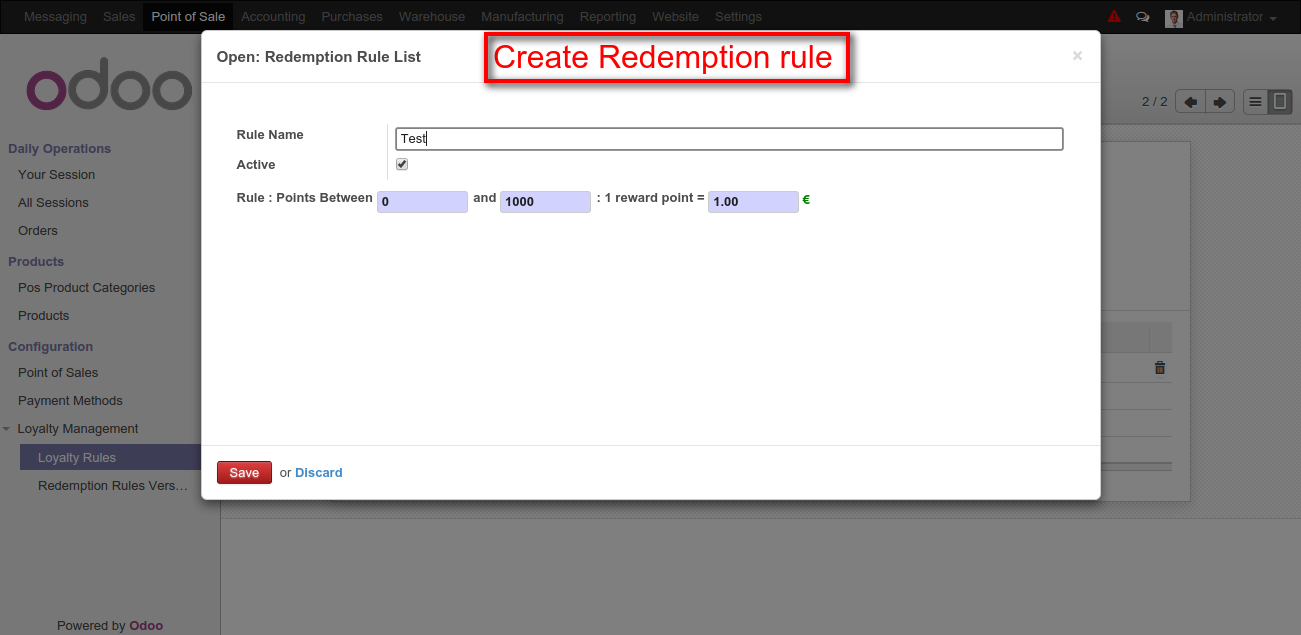 Messaging Sales Point of Sale Accounting Purchases Warehouse Manufacturing Reporting Website Settings Administrator
Open: Redemption Rule List
Create Redemption rule
×
odoo
2 / 2
Daily Operations
Your Session
All Sessions
Orders
Products
Pos Product Categories
Products
Configuration
Point of Sales
Payment Methods
Loyalty Management
Loyalty Rules
Redemption Rules Vers...
Rule Name Test
Active
Rule : Points Between 0 and 1000 : 1 reward point = 1.00 €
Save or Discard
Powered by Odoo